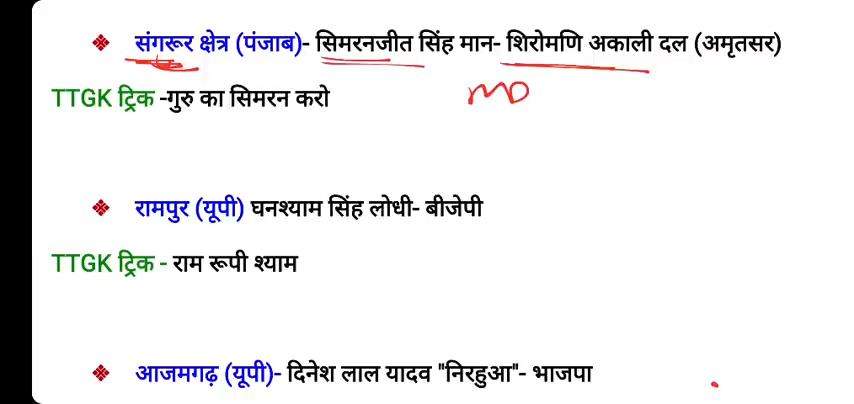 ❖ संगरूर क्षेत्र (पंजाब)- सिमरनजीत सिंह मान- शिरोमणि अकाली दल (अमृतसर)
TTGK ट्रिक -गुरु का सिमरन करो
❖ रामपुर (यूपी) घनश्याम सिंह लोधी- बीजेपी
TTGK ट्रिक - राम रूपी श्याम
❖ आजमगढ़ (यूपी)- दिनेश लाल यादव "निरहुआ"- भाजपा